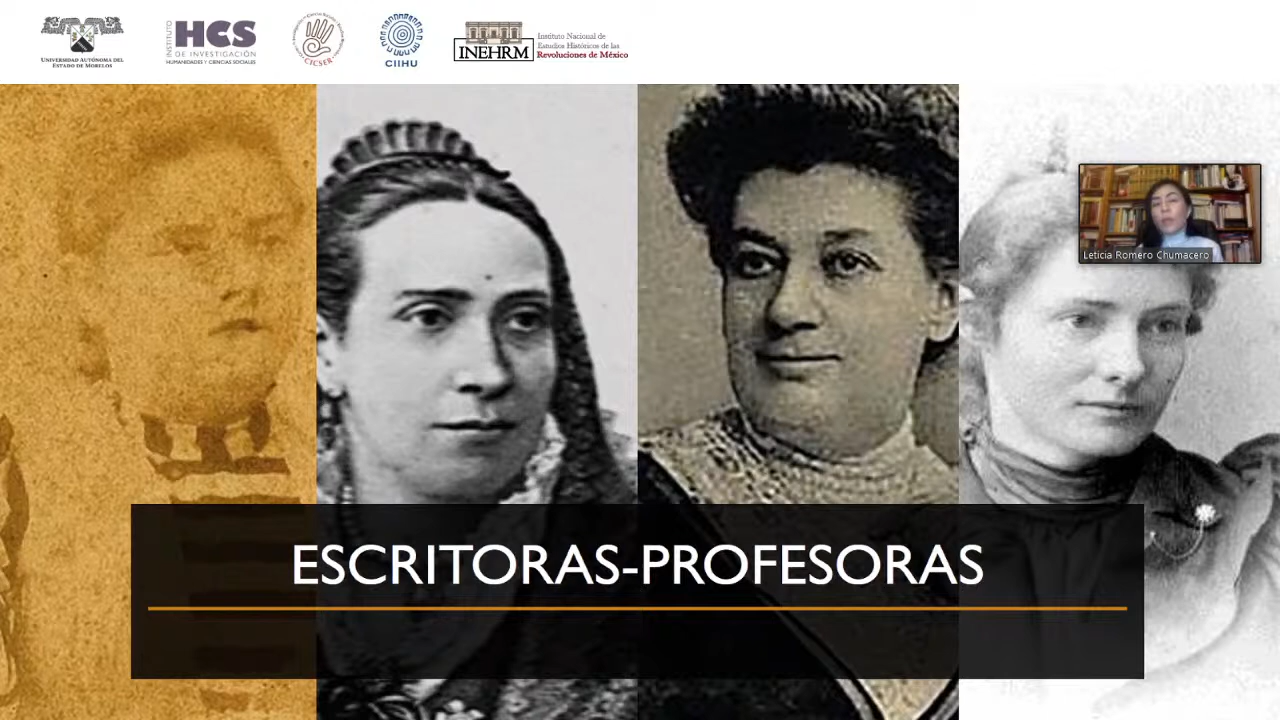 UNIVERSIDAD AUTÓNOMA DEL
ESTADO DE MORELOS
INSTITUTO
HCS
DE INVESTIGACIÓN
HUMANIDADES Y CIENCIAS SOCIALES
CICSER
CIIHU
INEHRM
Instituto Nacional de
Estudios Históricos de las
Revoluciones de México
Leticia Romero Chumacero
ESCRITORAS-PROFESORAS